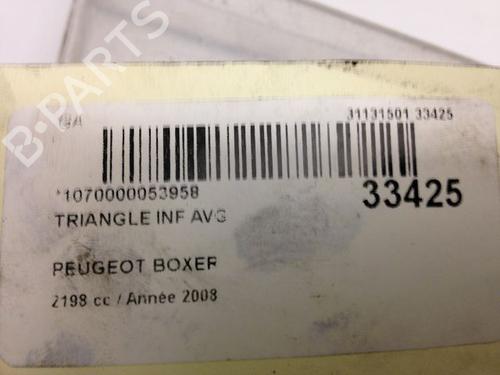 B-PARTS
31131501 33425
*1070000053958
33425
TRIANGLE INF AVG
PEUGEOT BOXER
2198 cc / Année 2008